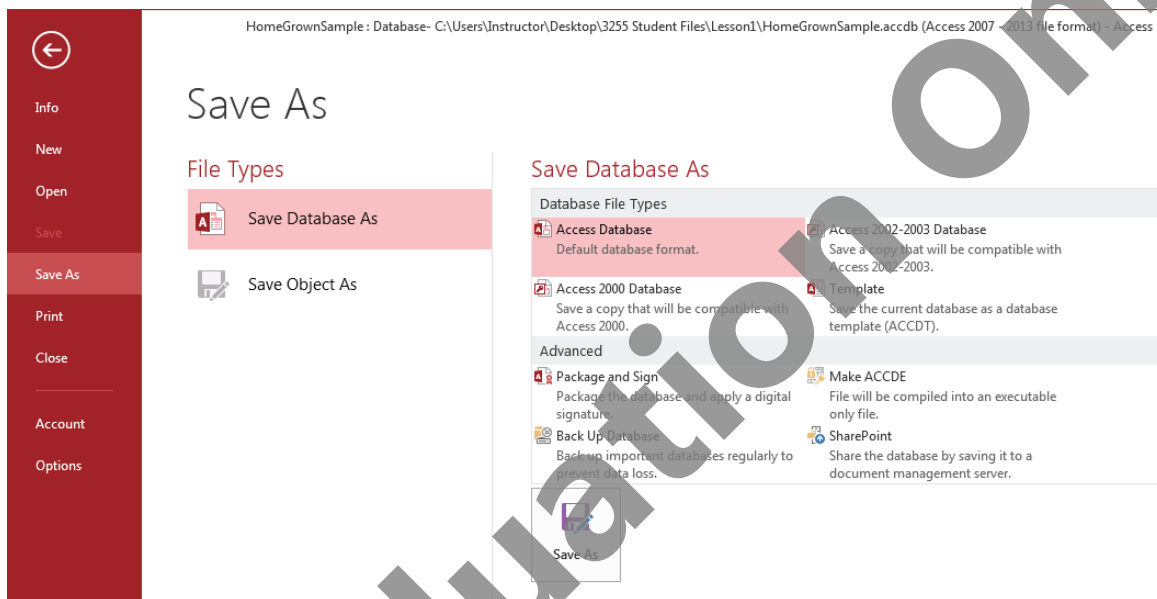 HomeGrownSample : Database- C:\Users\Instructor\Desktop\3255 Student Files\Lesson1\HomeGrownSample.accdb (Access 2007 - 2013 file format) - Access
Info
New
Open
Save
Save As
Print
Close
Account
Options
Save As
File Types
Save Database As
Save Object As
Save Database As
Database File Types
Access Database
Default database format.
Access 2002-2003 Database
Save a copy that will be compatible with
Access 2002-2003.
Access 2000 Database
Save a copy that will be compatible with
Access 2000.
Template
Save the current database as a database
template (ACCDT).
Advanced
Package and Sign
Package the database and apply a digital
signature.
Make ACCDE
File will be compiled into an executable
only file.
Back Up Database
Back up important databases regularly to
prevent data loss.
SharePoint
Share the database by saving it to a
document management server.
Save As
uation on